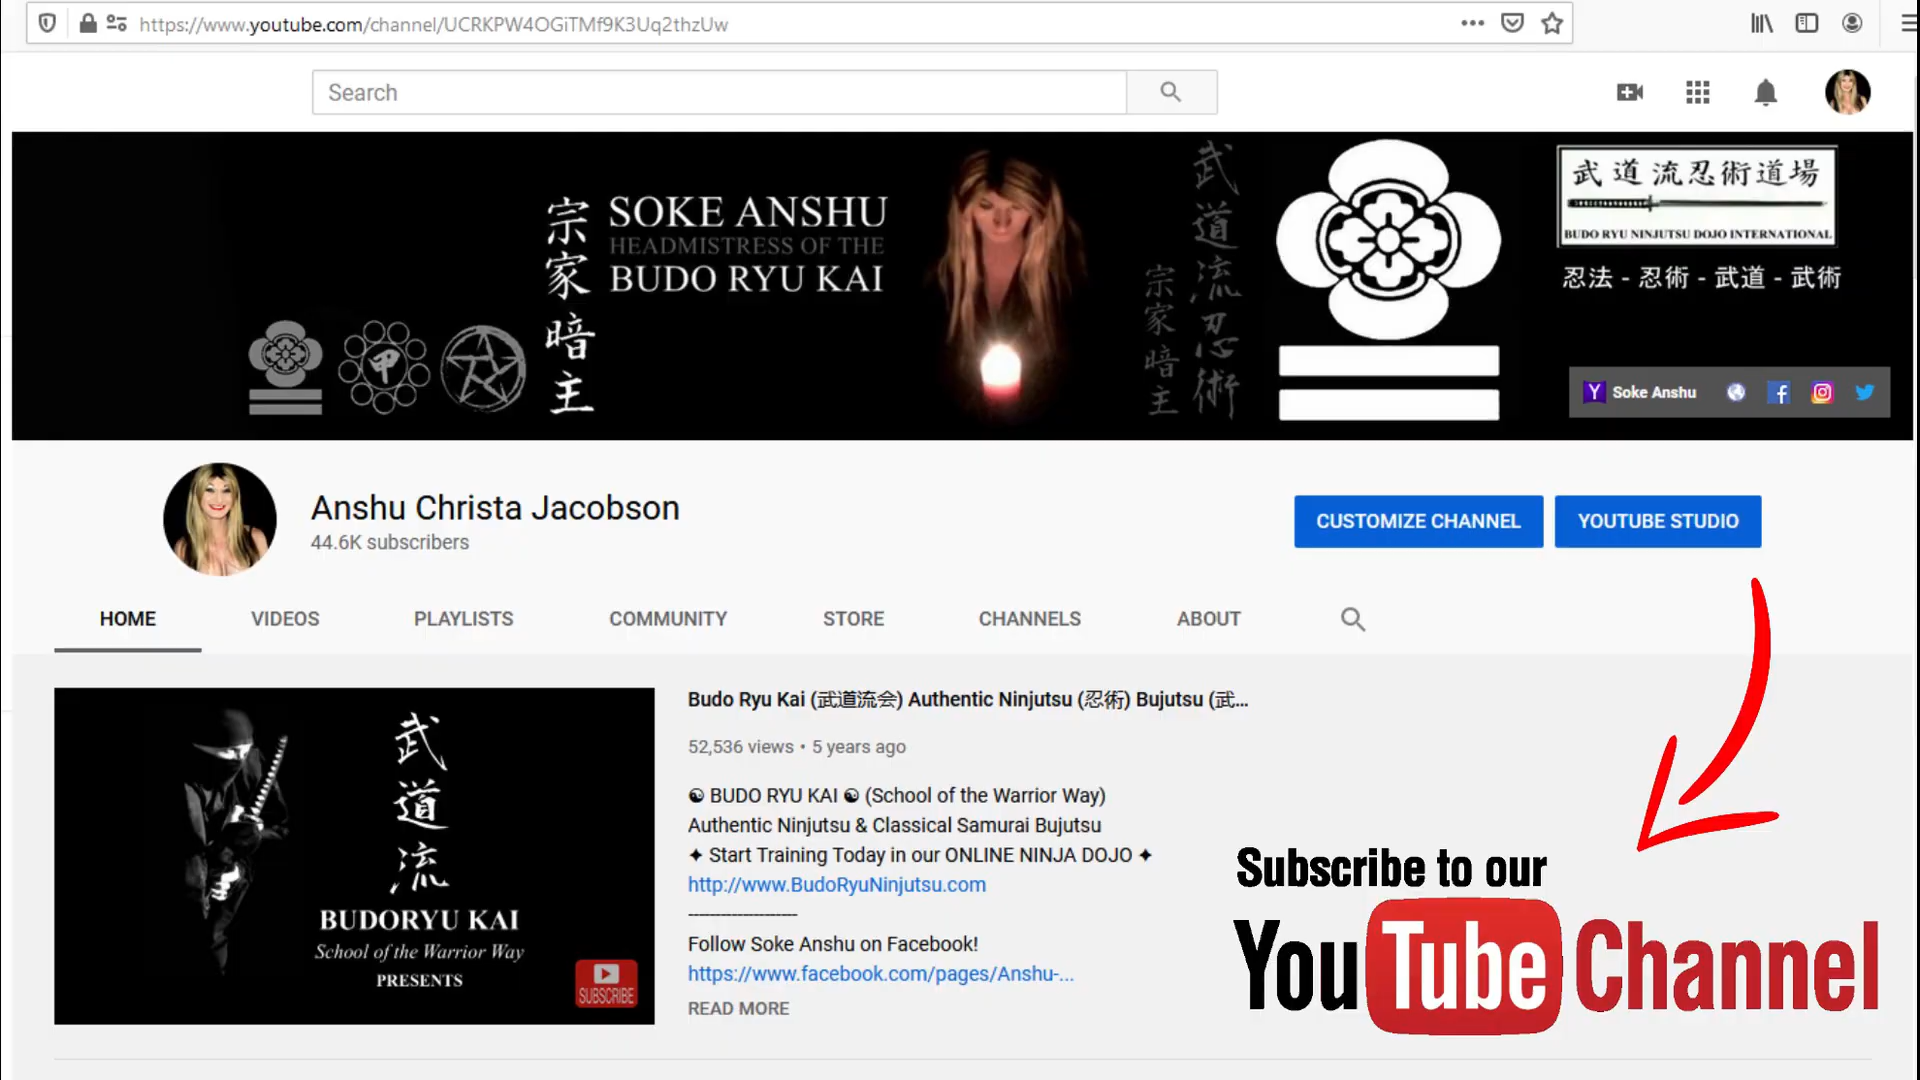 https://www.youtube.com/channel/UCRKPW4OGiTMf9K3Uq2thzUw
Search
宗家暗主
SOKE ANSHU
HEADMISTRESS OF THE
BUDO RYU KAI
甲
宗家暗主
武道流忍術
武道流忍術道場
BUDO RYU NINJUTSU DOJO INTERNATIONAL
忍法 - 忍術 - 武道 - 武術
Y Soke Anshu
Anshu Christa Jacobson
44.6K subscribers
CUSTOMIZE CHANNEL
YOUTUBE STUDIO
HOME
VIDEOS
PLAYLISTS
COMMUNITY
STORE
CHANNELS
ABOUT
武道流
BUDORYU KAI
School of the Warrior Way
PRESENTS
SUBSCRIBE
Budo Ryu Kai (武道流会) Authentic Ninjutsu (忍術) Bujutsu (武...
52,536 views • 5 years ago
☯ BUDO RYU KAI ☯ (School of the Warrior Way)
Authentic Ninjutsu & Classical Samurai Bujutsu
✦ Start Training Today in our ONLINE NINJA DOJO ✦
http://www.BudoRyuNinjutsu.com
--------------------
Follow Soke Anshu on Facebook!
https://www.facebook.com/pages/Anshu-...
READ MORE
Subscribe to our
YouTube Channel